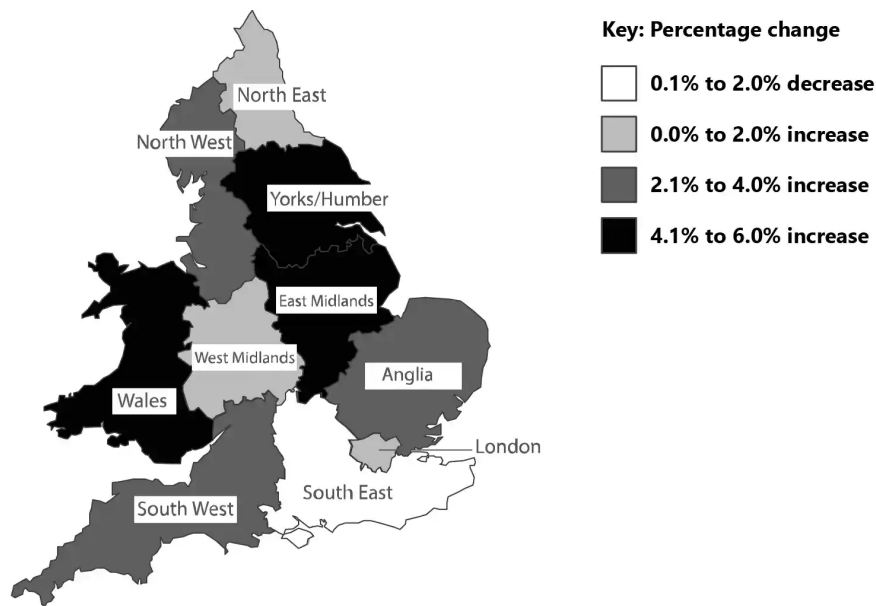 Key: Percentage change
0.1% to 2.0% decrease
0.0% to 2.0% increase
2.1% to 4.0% increase
4.1% to 6.0% increase
North East
North West
Yorks/Humber
East Midlands
West Midlands
Anglia
Wales
London
South East
South West